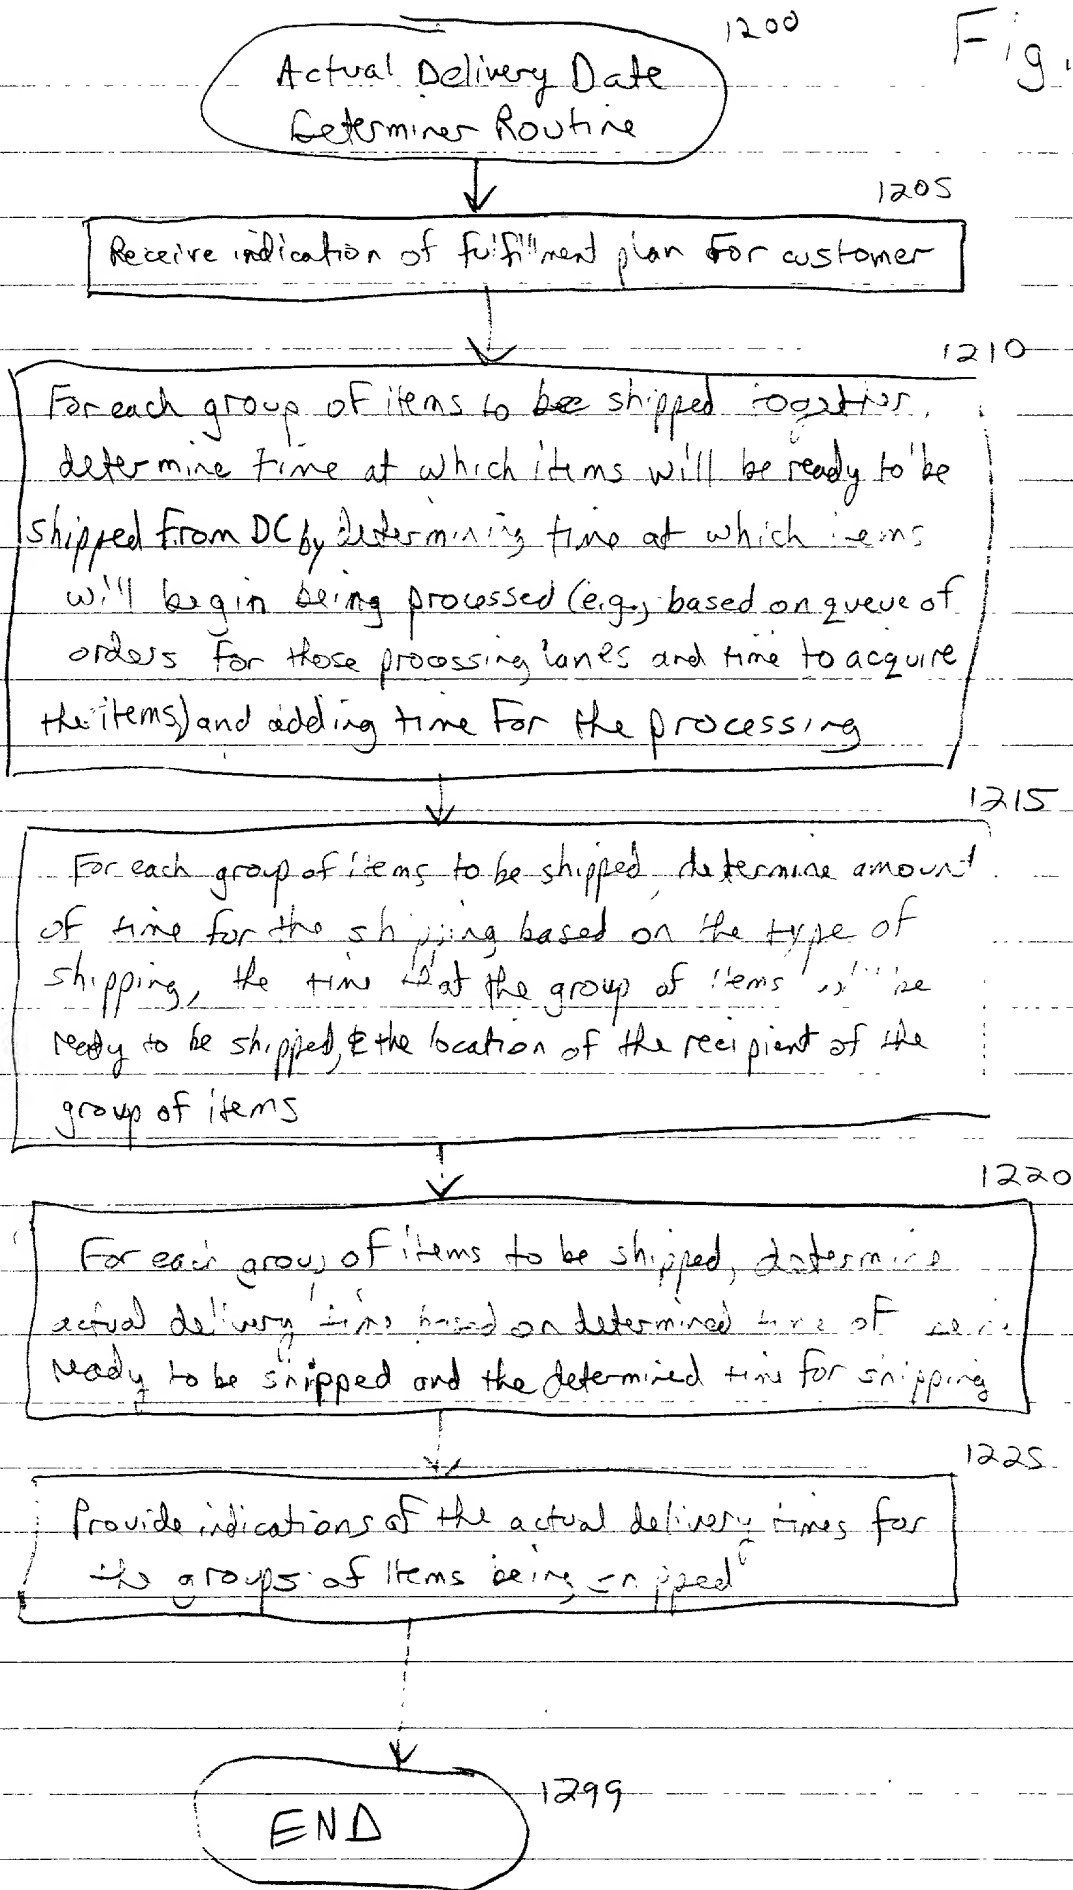 1200
Fig.
Actual Delivery Date
Determiner Routine
1205
Receive indication of fulfillment plan for customer
1210
For each group of items to be shipped together,
determine time at which items will be ready to be
shipped from DC by determining time at which items
will begin being processed (e.g., based on queue of
orders for those processing lanes and time to acquire
the items) and adding time for the processing
1215
For each group of items to be shipped, determine amount
of time for the shipping based on the type of
shipping, the time that the group of items will be
ready to be shipped, & the location of the recipient of the
group of items
1220
For each group of items to be shipped, determine
actual delivery time based on determined time of
ready to be shipped and the determined time for shipping
1225
Provide indications of the actual delivery times for
the groups of items being shipped
1299
END